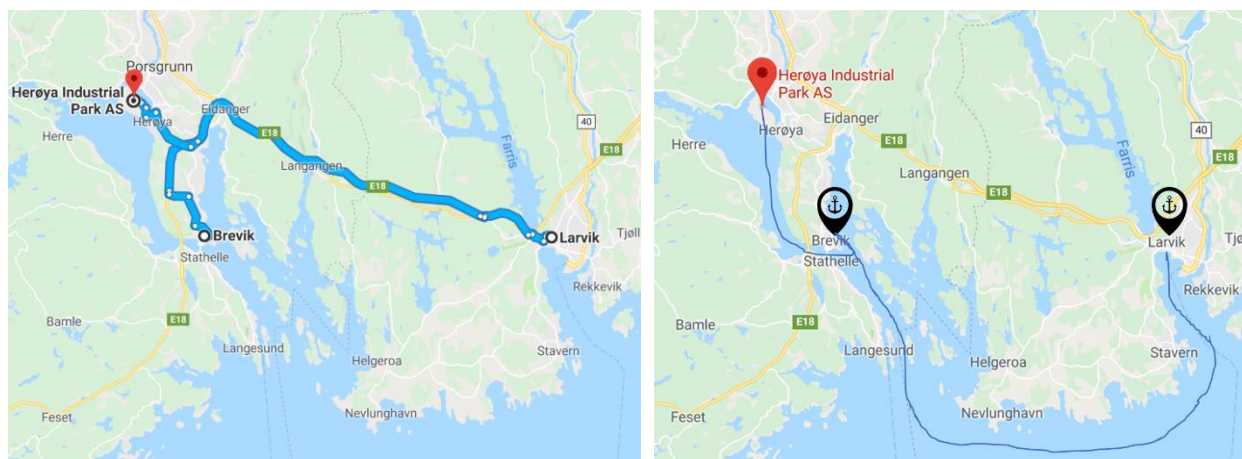 Porsgrunn
Herøya Industrial
Park AS
Herøya
Eidanger
Herre
E18
Langangen
E18
Farris
40
E18
Brevik
Larvik
Tjøll
Stathelle
Rekkevik
Bamle
E18
Langesund
Helgeroa
Stavern
Feset
Nevlunghavn
Herøya Industrial
Park AS
Herøya
Eidanger
Herre
Langangen
Farris
40
E18
E18
Brevik
Stathelle
Larvik
Tjø
Rekkevik
Bamle
E18
Langesund
Helgeroa
Stavern
Feset
Nevlunghavn